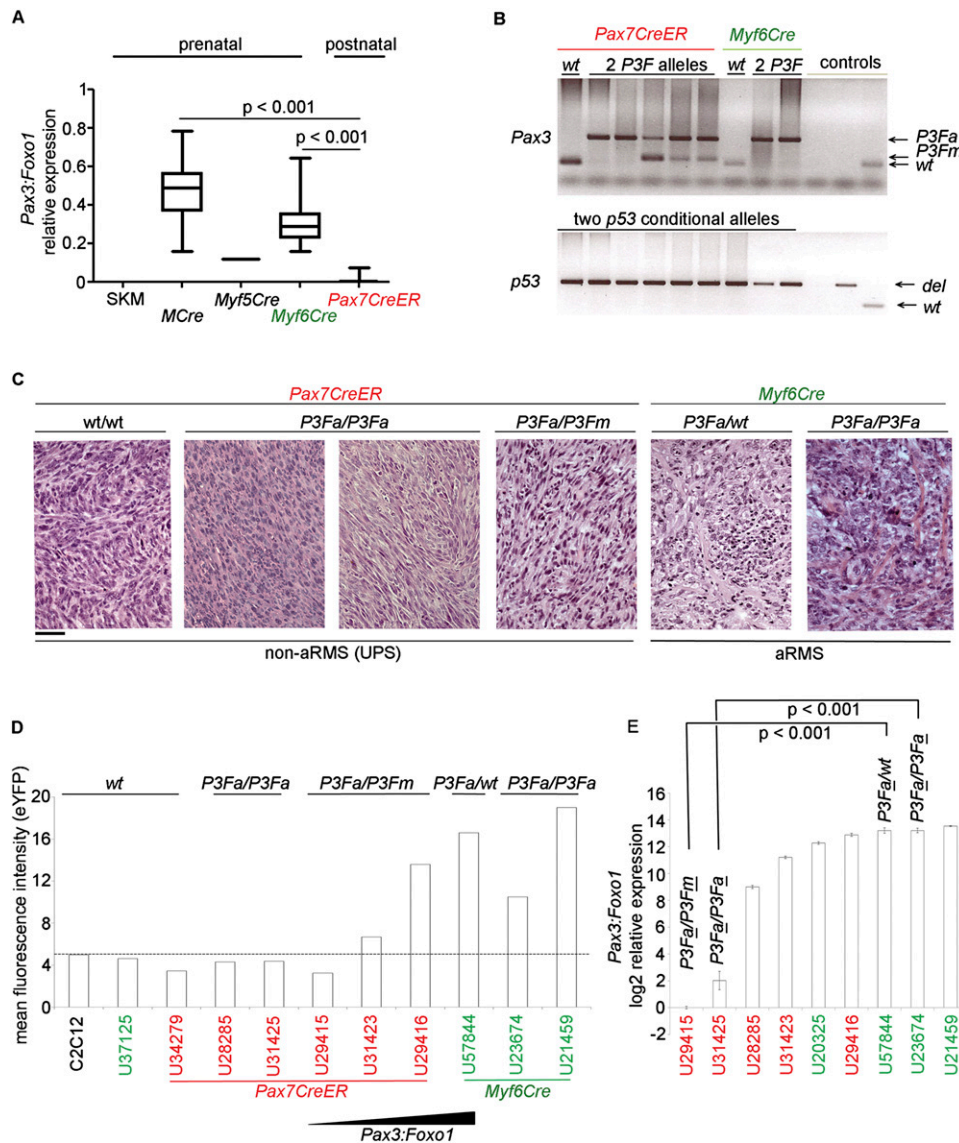 A
prenatal postnatal
p < 0.001
p < 0.001
Pax3:Foxo1
relative expression
1
0.8
0.6
0.4
0.2
0
SKM Myf5Cre Pax7CreER
MCre Myf6Cre
B
Pax7CreER Myf6Cre
wt 2 P3F alleles wt 2 P3F controls
Pax3
P3Fa
P3Fm
wt
two p53 conditional alleles
p53
del
wt
C
Pax7CreER Myf6Cre
wt/wt P3Fa/P3Fa P3Fa/P3Fm P3Fa/wt P3Fa/P3Fa
non-aRMS (UPS) aRMS
D
wt P3Fa/P3Fa P3Fa/P3Fm P3Fa/wt P3Fa/P3Fa
mean fluorescence intensity (eYFP)
20
16
12
8
4
0
C2C12 U37125 U34279 U28285 U31425 U29415 U31423 U29416 U57844 U23674 U21459
Pax7CreER Myf6Cre
Pax3:Foxo1
E
p < 0.001
p < 0.001
P3Fa/P3Fm P3Fa/P3Fa P3Fa/wt P3Fa/P3Fa
Pax3:Foxo1
log2 relative expression
16
14
12
10
8
6
4
2
0
-2
U29415 U31425 U28285 U31423 U20325 U29416 U57844 U23674 U21459